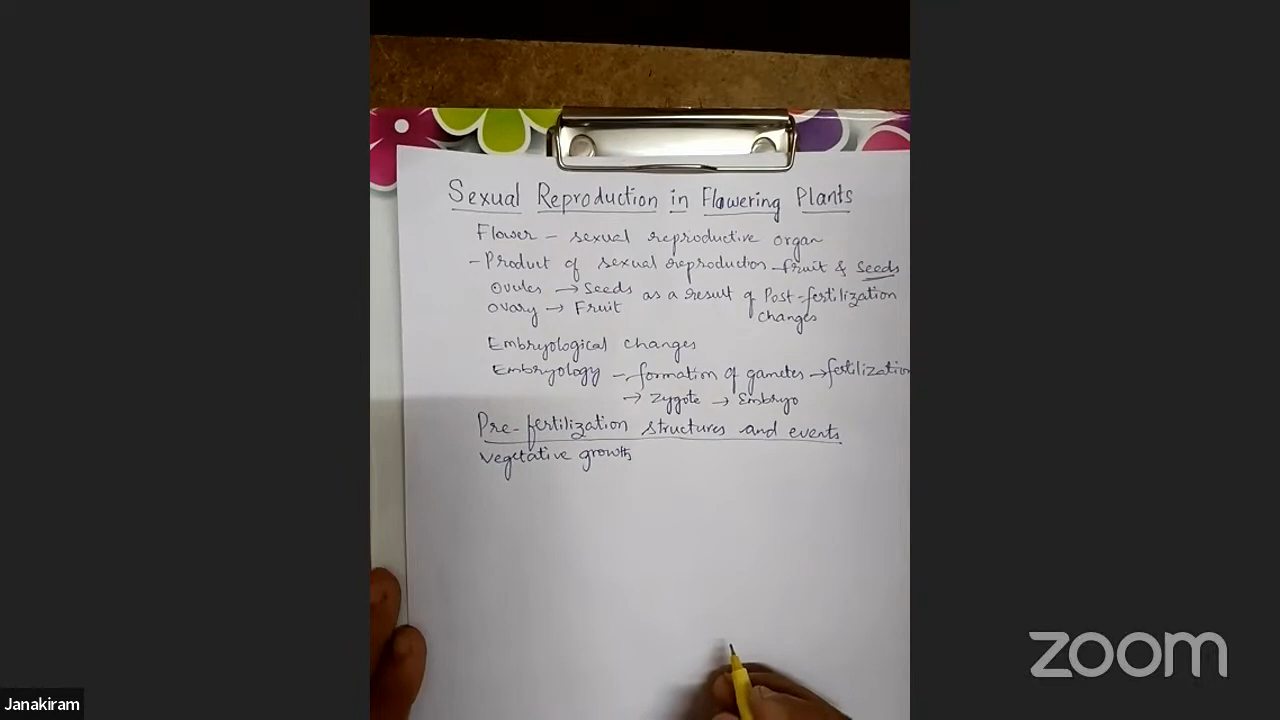 Sexual Reproduction in Flowering Plants
Flower - sexual reproductive organ
- Product of sexual reproduction - fruit & seeds
Ovules → Seeds as a result of Post-fertilization
Ovary → Fruit changes
Embryological changes
Embryology - formation of gametes → fertilization
→ zygote → Embryo
Pre-fertilization structures and events
Vegetative growth
zoom
Janakiram